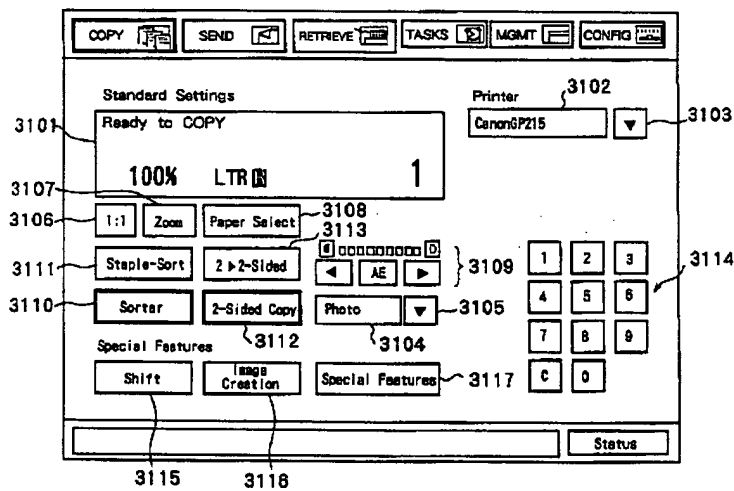 COPY SEND RETRIEVE TASKS MGMT CONFIG
Standard Settings
Printer
3102
3101
Ready to COPY
CanonGP215
▼
3103
100% LTR R 1
3107
3106
1:1 Zoom Paper Select
3108
3113
3111
Staple-Sort 2▶2-Sided
◀ AE ▶
3109
1 2 3
3114
3110
Sorter 2-Sided Copy Photo ▼
3105
4 5 6
3112
3104
7 8 9
Special Features
Shift Image Creation Special Features
3117
C 0
Status
3115
3116